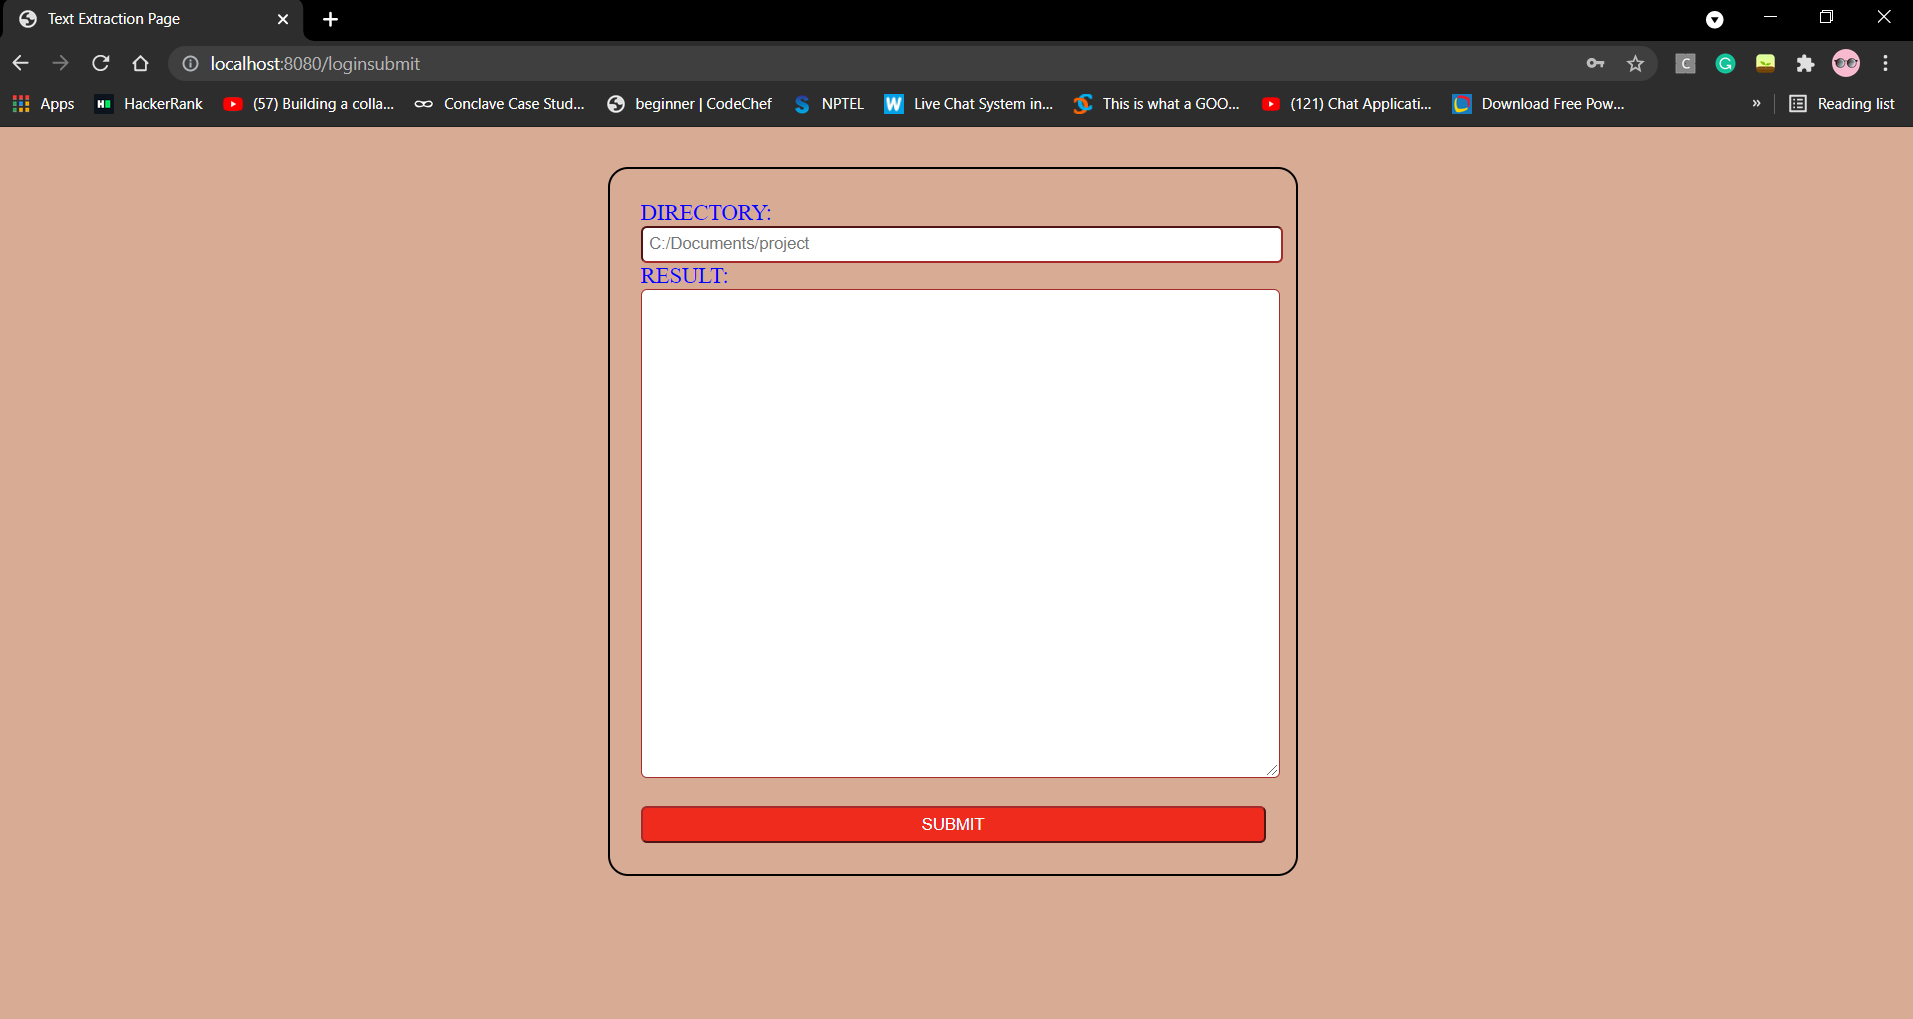 Text Extraction Page
localhost:8080/loginsubmit
Apps HackerRank (57) Building a colla... Conclave Case Stud... beginner | CodeChef NPTEL Live Chat System in... This is what a GOO... (121) Chat Applicati... Download Free Pow... » Reading list
DIRECTORY:
C:/Documents/project
RESULT:
SUBMIT